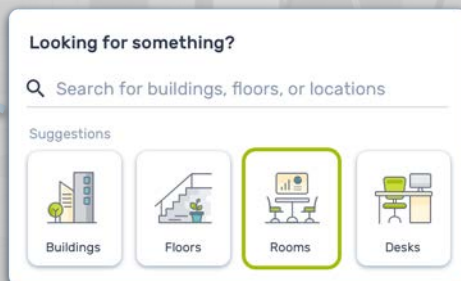 Looking for something?
Search for buildings, floors, or locations
Suggestions
Buildings
Floors
Rooms
Desks